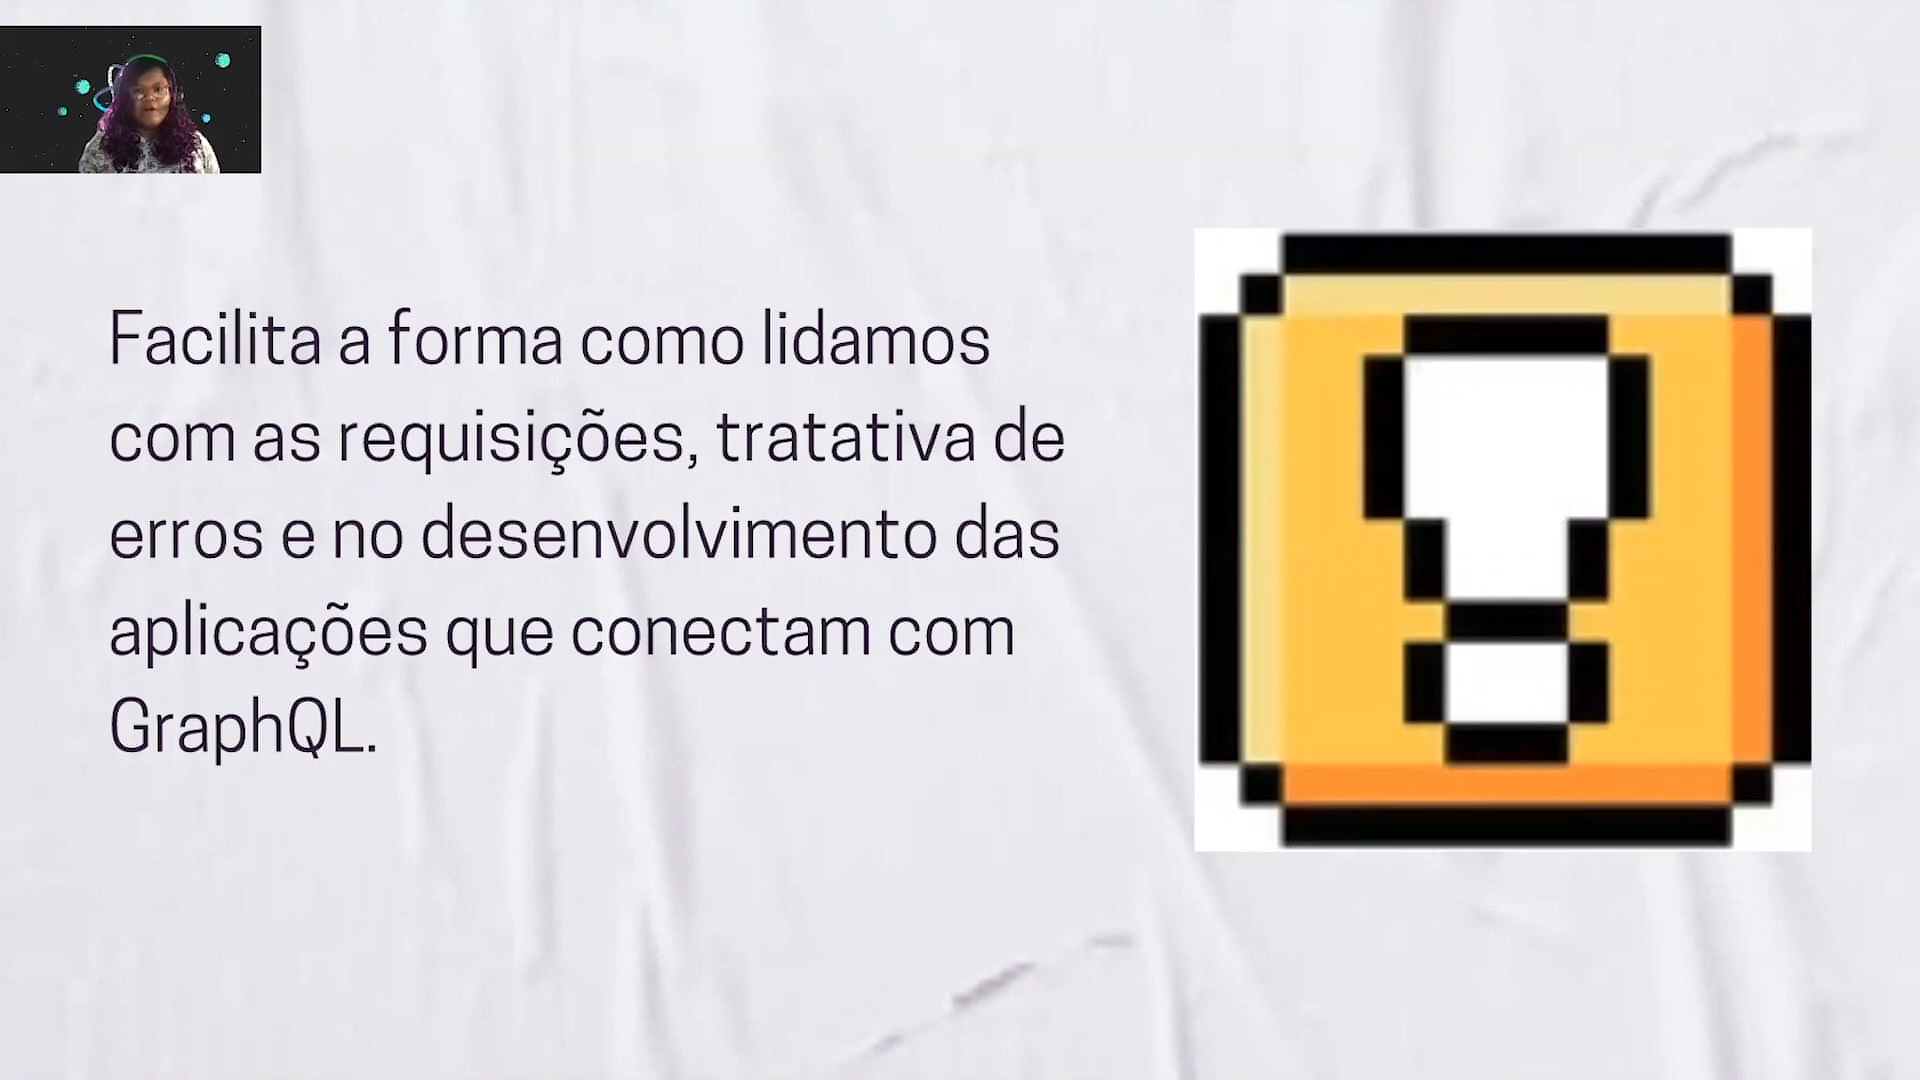 Facilita a forma como lidamos
com as requisições, tratativa de
erros e no desenvolvimento das
aplicações que conectam com
GraphQL.